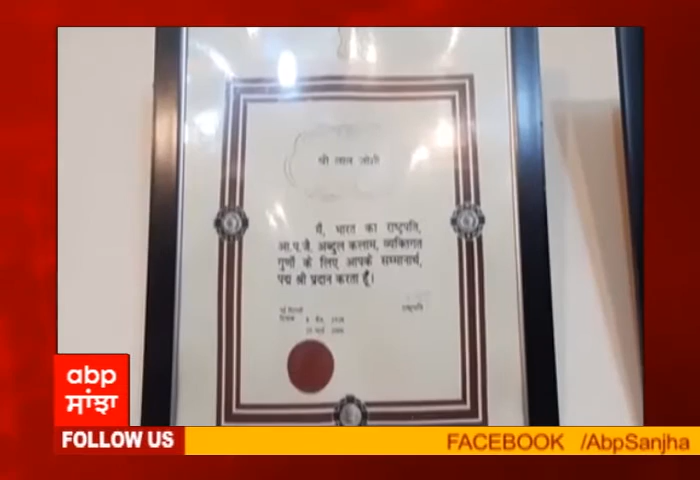 श्री लाल जोशी
मैं, भारत का राष्ट्रपति,
आ.प.जै. अब्दुल कलाम, व्यक्तिगत
गुणों के लिए आपके सम्मानार्थ,
पद्म श्री प्रदान करता हूँ।
नई दिल्ली
राष्ट्रपति
दिनांक
abp
ਸਾਂਝਾ
FOLLOW US
FACEBOOK /AbpSanjha